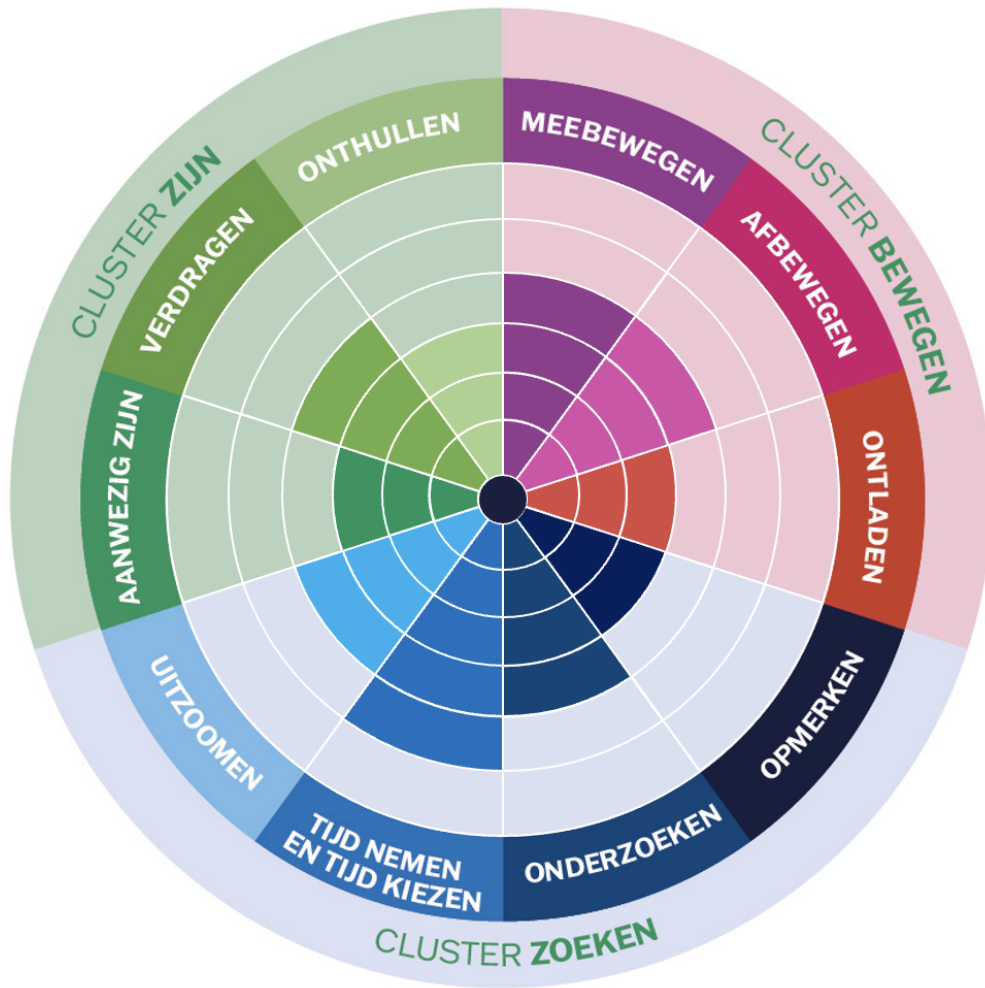 CLUSTER ZIJN
CLUSTER BEWEGEN
CLUSTER ZOEKEN
ONTHULLEN
MEEBEWEGEN
AFBEWEGEN
ONTLADEN
OPMERKEN
ONDERZOEKEN
TIJD NEMEN
EN TIJD KIEZEN
UITZOOMEN
AANWEZIG ZIJN
VERDRAGEN